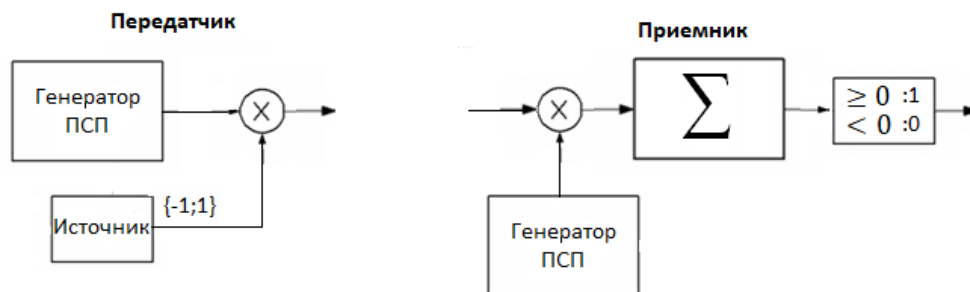 Передатчик
Генератор
ПСП
X
{-1;1}
Источник
Приемник
X
∑
≥ 0 :1
< 0 :0
Генератор
ПСП